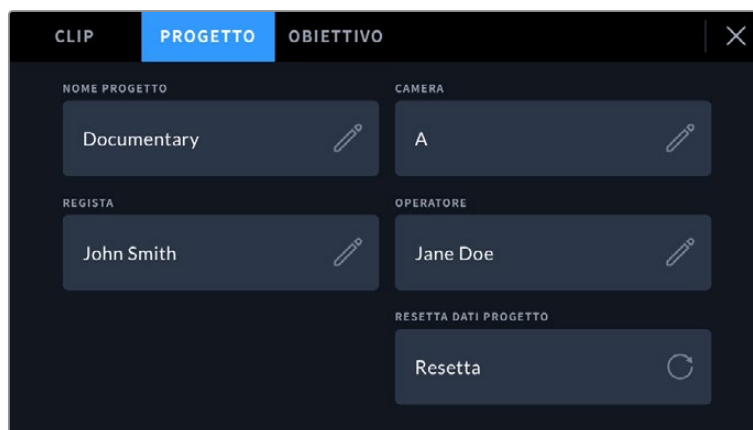 CLIP PROGETTO OBIETTIVO
NOME PROGETTO CAMERA
Documentary A
REGISTA OPERATORE
John Smith Jane Doe
RESETTA DATI PROGETTO
Resetta